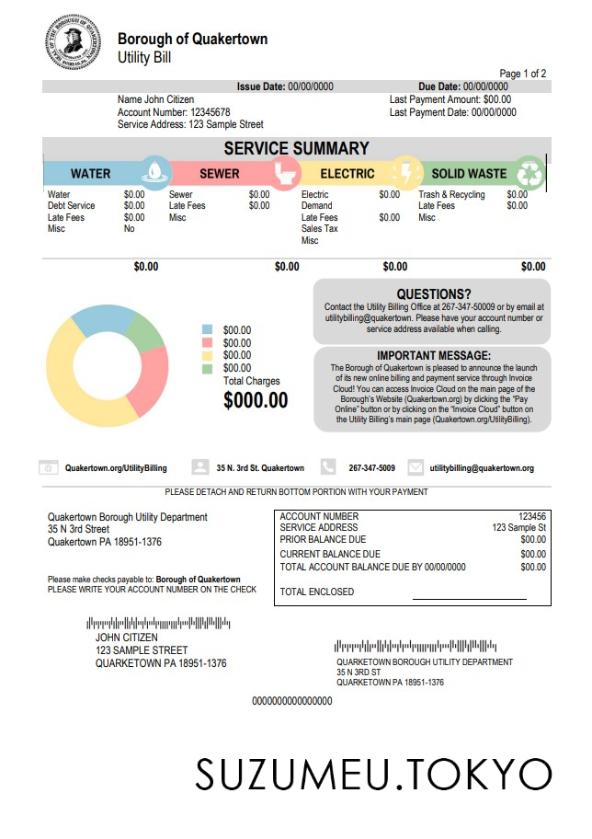 Borough of Quakertown
Utility Bill
Page 1 of 2
Issue Date: 00/00/0000 Due Date: 00/00/0000
Name John Citizen Last Payment Amount: $00.00
Account Number: 12345678 Last Payment Date: 00/00/0000
Service Address: 123 Sample Street
SERVICE SUMMARY
WATER SEWER ELECTRIC SOLID WASTE
Water $0.00 Sewer $0.00 Electric $0.00 Trash & Recycling $0.00
Debt Service $0.00 Late Fees $0.00 Demand Late Fees $0.00
Late Fees $0.00 Misc Late Fees $0.00 Misc
Misc No Sales Tax
Misc
$0.00 $0.00 $0.00 $0.00
QUESTIONS?
Contact the Utility Billing Office at 267-347-50009 or by email at
utilitybilling@quakertown. Please have your account number or
service address available when calling.
$00.00
$00.00
$00.00
$00.00
Total Charges
$000.00
IMPORTANT MESSAGE:
The Borough of Quakertown is pleased to announce the launch
of its new online billing and payment service through Invoice
Cloud! You can access Invoice Cloud on the main page of the
Borough's Website (Quakertown.org) by clicking the “Pay
Online” button or by clicking on the “Invoice Cloud” button on
the Utility Billing's main page (Quakertown.org/UtilityBilling).
Quakertown.org/UtilityBilling 35 N. 3rd St. Quakertown 267-347-5009 utilitybilling@quakertown.org
PLEASE DETACH AND RETURN BOTTOM PORTION WITH YOUR PAYMENT
Quakertown Borough Utility Department
35 N 3rd Street
Quakertown PA 18951-1376
ACCOUNT NUMBER 123456
SERVICE ADDRESS 123 Sample St
PRIOR BALANCE DUE $00.00
CURRENT BALANCE DUE $00.00
TOTAL ACCOUNT BALANCE DUE BY 00/00/0000 $00.00
TOTAL ENCLOSED
Please make checks payable to: Borough of Quakertown
PLEASE WRITE YOUR ACCOUNT NUMBER ON THE CHECK
JOHN CITIZEN
123 SAMPLE STREET
QUARKETOWN PA 18951-1376
QUARKETOWN BOROUGH UTILITY DEPARTMENT
35 N 3RD ST
QUARKETOWN PA 18951-1376
0000000000000000
SUZUMEU.TOKYO